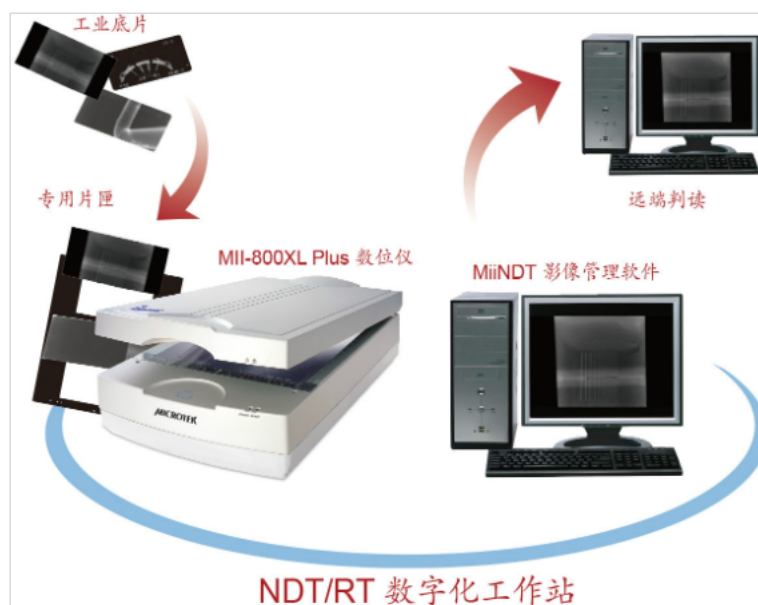 工业底片
专用片匣
MII-800XL Plus 数位仪
MICROTEK
远端判读
MiiNDT 影像管理软件
NDT/RT 数字化工作站